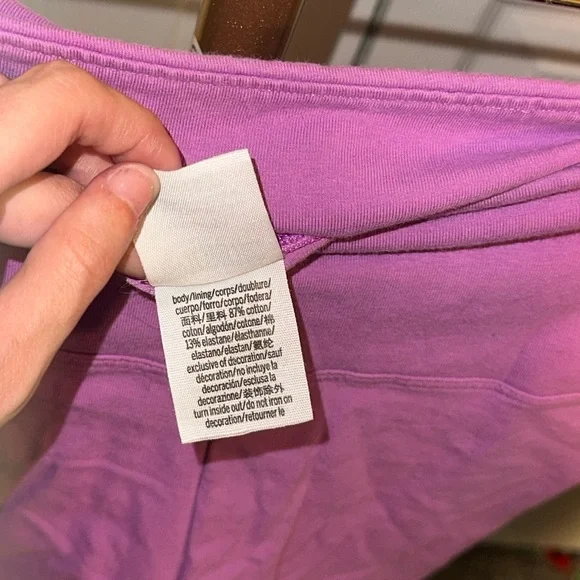 body/lining/corps/doublure/
cuerpo/forro/corpo/fodera/
面料/里料 87% cotton/
coton/algodón/cotone/棉
13% elastane/élasthanne/
elastano/elastan/氨纶
exclusive of decoration/sauf
décoration/no incluye la
decoración/esclusa la
decorazione/装饰除外
turn inside out/do not iron on
decoration/retourner /é